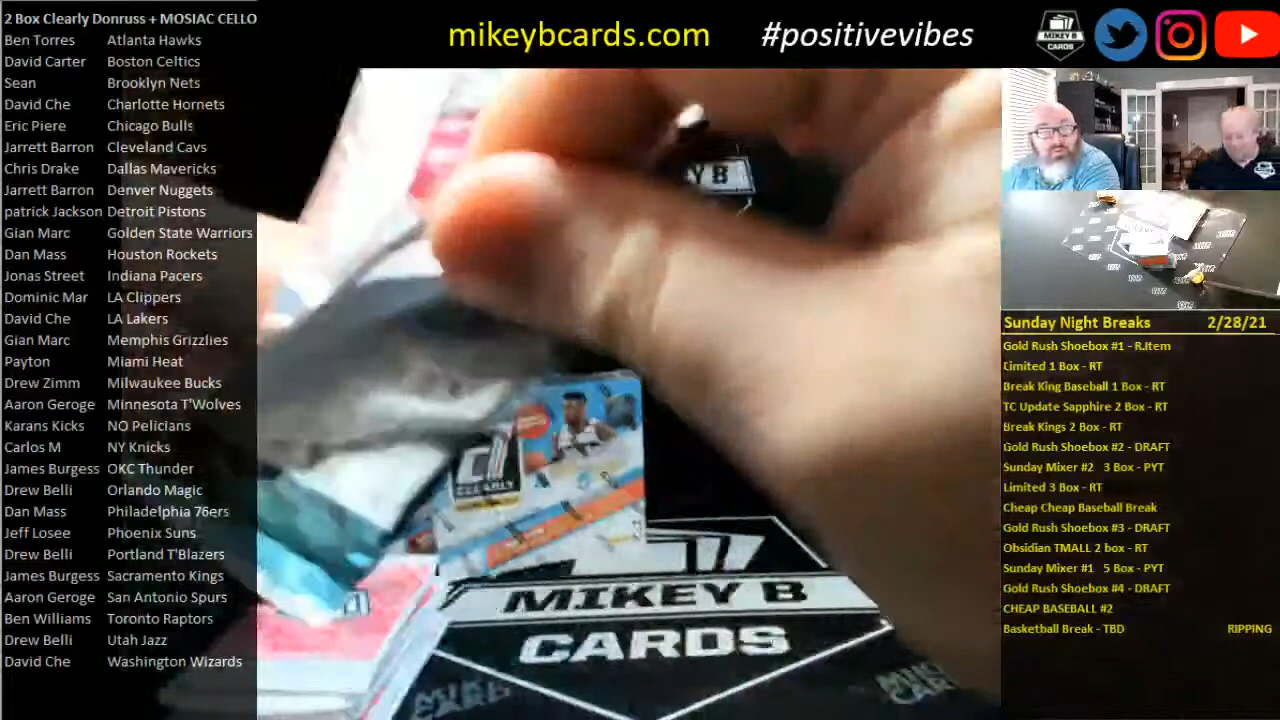 2 Box Clearly Donruss + MOSIAC CELLO
Ben Torres Atlanta Hawks
David Carter Boston Celtics
Sean Brooklyn Nets
David Che Charlotte Hornets
Eric Piere Chicago Bulls
Jarrett Barron Cleveland Cavs
Chris Drake Dallas Mavericks
Jarrett Barron Denver Nuggets
patrick Jackson Detroit Pistons
Gian Marc Golden State Warriors
Dan Mass Houston Rockets
Jonas Street Indiana Pacers
Dominic Mar LA Clippers
David Che LA Lakers
Gian Marc Memphis Grizzlies
Payton Miami Heat
Drew Zimm Milwaukee Bucks
Aaron Geroge Minnesota T'Wolves
Karans Kicks NO Pelicians
Carlos M NY Knicks
James Burgess OKC Thunder
Drew Belli Orlando Magic
Dan Mass Philadelphia 76ers
Jeff Losee Phoenix Suns
Drew Belli Portland T'Blazers
James Burgess Sacramento Kings
Aaron Geroge San Antonio Spurs
Ben Williams Toronto Raptors
Drew Belli Utah Jazz
David Che Washington Wizards
mikeybcards.com #positivevibes
MIKEY B
CARDS
Y B
CLEARLY
MIKEY B
CARDS
Sunday Night Breaks 2/28/21
Gold Rush Shoebox #1 - R.Item
Limited 1 Box - RT
Break King Baseball 1 Box - RT
TC Update Sapphire 2 Box - RT
Break Kings 2 Box - RT
Gold Rush Shoebox #2 - DRAFT
Sunday Mixer #2 3 Box - PYT
Limited 3 Box - RT
Cheap Cheap Baseball Break
Gold Rush Shoebox #3 - DRAFT
Obsidian TMALL 2 box - RT
Sunday Mixer #1 5 Box - PYT
Gold Rush Shoebox #4 - DRAFT
CHEAP BASEBALL #2
Basketball Break - TBD RIPPING